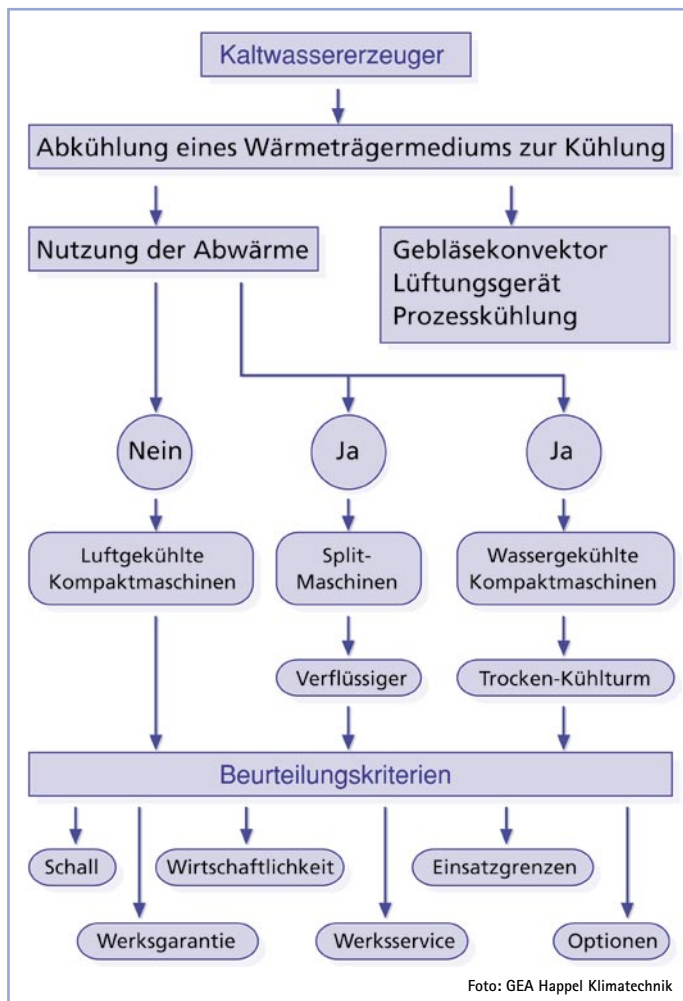 Kaltwassererzeuger
Abkühlung eines Wärmeträgermediums zur Kühlung
Nutzung der Abwärme
Gebläsekonvektor
Lüftungsgerät
Prozesskühlung
Nein
Ja
Ja
Luftgekühlte
Kompaktmaschinen
Split-
Maschinen
Wassergekühlte
Kompaktmaschinen
Verflüssiger
Trocken-Kühlturm
Beurteilungskriterien
Schall
Wirtschaftlichkeit
Einsatzgrenzen
Werksgarantie
Werksservice
Optionen
Foto: GEA Happel Klimatechnik